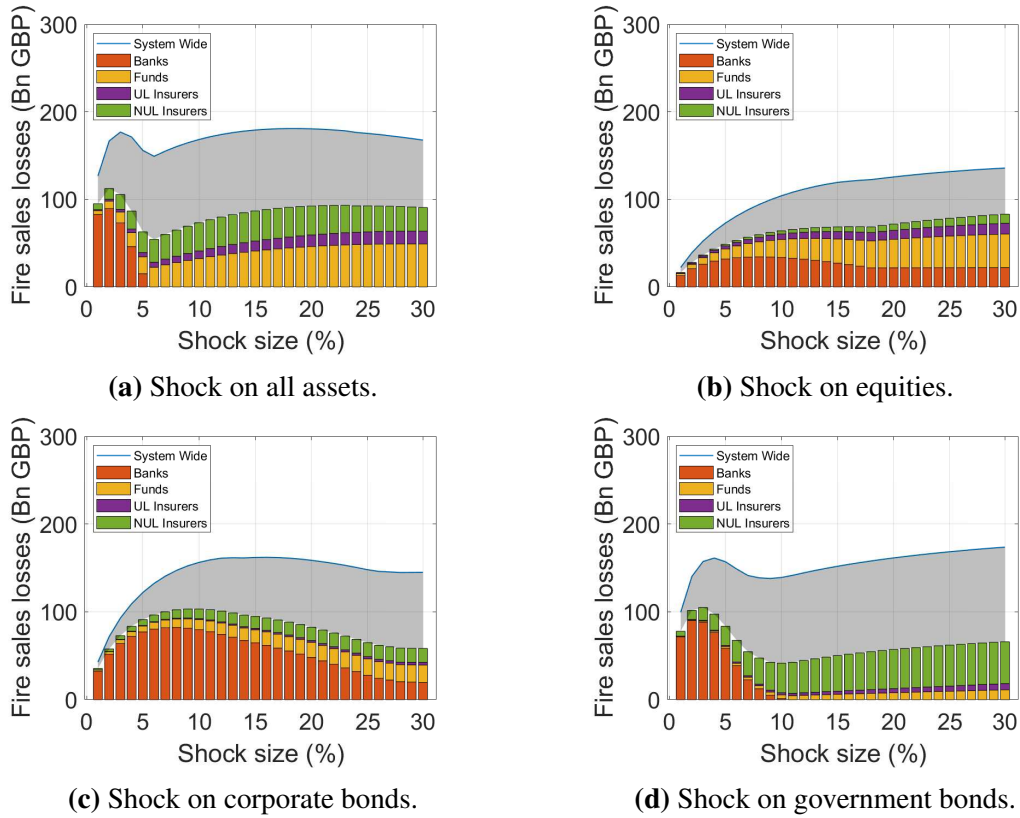 Fire sales losses (Bn GBP)
300
200
100
0
System Wide
Banks
Funds
UL Insurers
NUL Insurers
0 5 10 15 20 25 30
Shock size (%)
(a) Shock on all assets.
Fire sales losses (Bn GBP)
300
200
100
0
System Wide
Banks
Funds
UL Insurers
NUL Insurers
0 5 10 15 20 25 30
Shock size (%)
(b) Shock on equities.
Fire sales losses (Bn GBP)
300
200
100
0
System Wide
Banks
Funds
UL Insurers
NUL Insurers
0 5 10 15 20 25 30
Shock size (%)
(c) Shock on corporate bonds.
Fire sales losses (Bn GBP)
300
200
100
0
System Wide
Banks
Funds
UL Insurers
NUL Insurers
0 5 10 15 20 25 30
Shock size (%)
(d) Shock on government bonds.